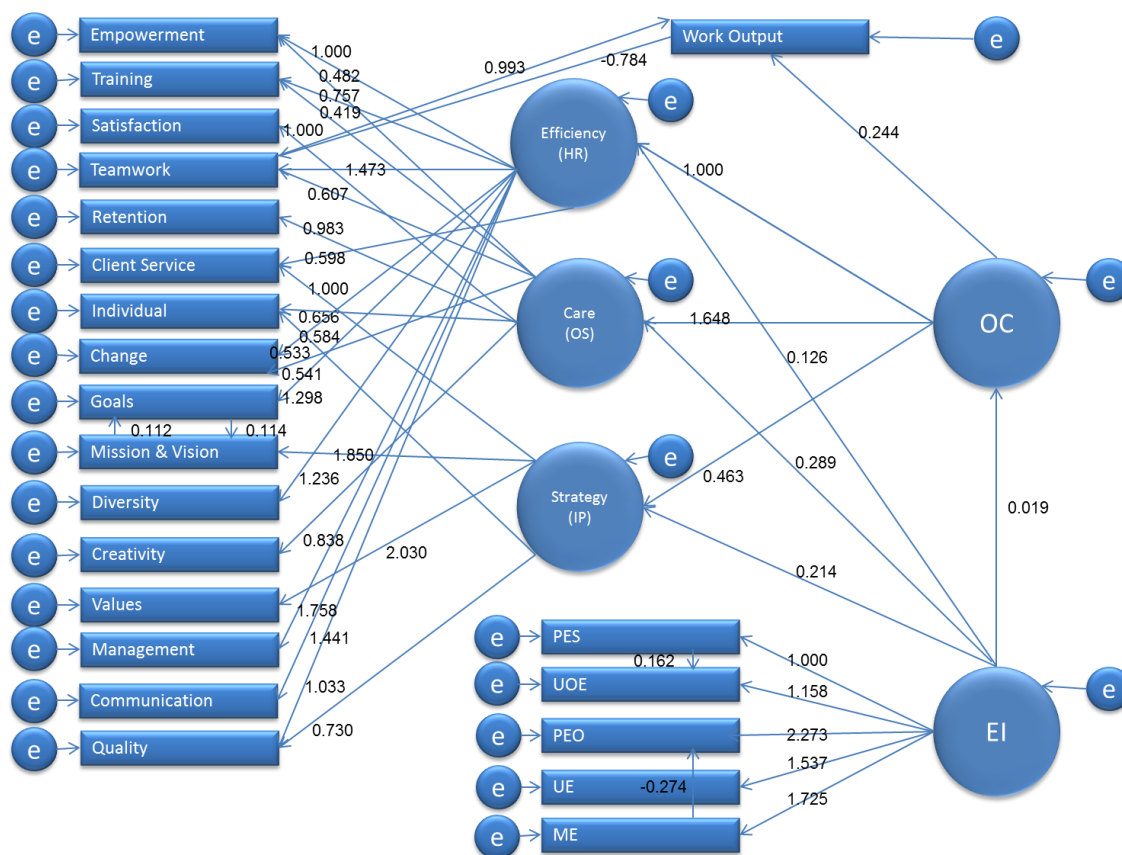 e Empowerment
Work Output e
1.000
0.993
-0.784
e Training
0.482
0.757
0.419
e
e Satisfaction
1.000
Efficiency
(HR)
0.244
e Teamwork
1.473
1.000
0.607
e Retention
0.983
e Client Service
0.598
e
e
1.000
e Individual
0.656
Care
(OS)
1.648
OC
0.584
e Change
0.533
0.541
0.126
e Goals
1.298
0.112
0.114
e Mission & Vision
1.850
e
0.289
0.463
1.236
e Diversity
Strategy
(IP)
0.019
0.838
2.030
e Creativity
0.214
e Values
1.758
1.441
e PES
1.000
e Management
0.162
e UOE
1.158
e
e Communication
1.033
0.730
e PEO
2.273
EI
e Quality
1.537
e UE
-0.274
1.725
e ME